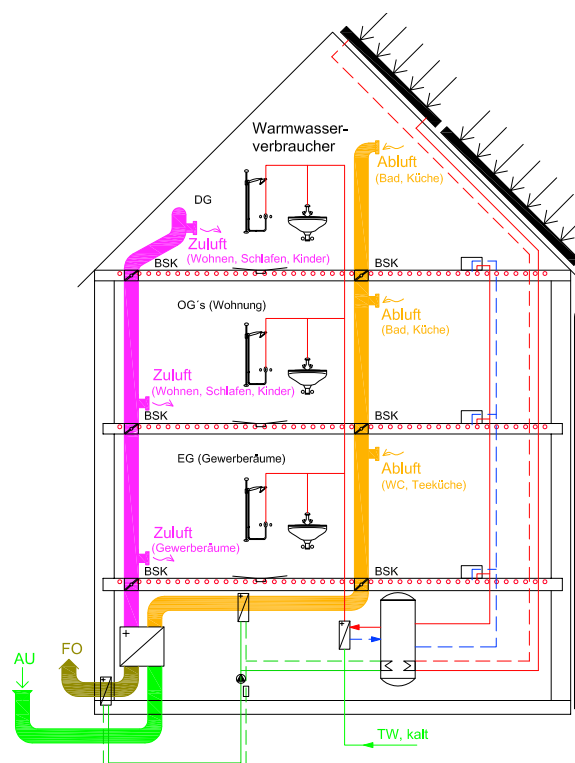 Warmwasser-
verbraucher
Abluft
(Bad, Küche)
DG
Zuluft
(Wohnen, Schlafen, Kinder)
BSK
BSK
OG´s (Wohnung)
Abluft
(Bad, Küche)
Zuluft
(Wohnen, Schlafen, Kinder)
BSK
BSK
EG (Gewerberäume)
Abluft
(WC, Teeküche)
Zuluft
(Gewerberäume)
BSK
BSK
+
+
+
FO
AU
+
TW, kalt